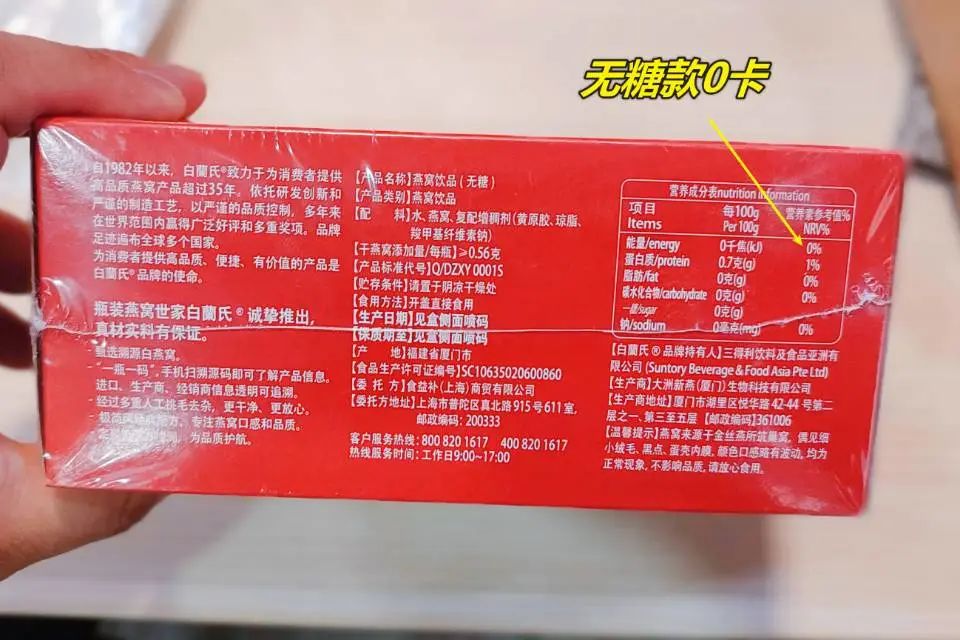 无糖款0卡
自1982年以来，白蘭氏®致力于为消费者提供
高品质燕窝产品超过35年。依托研发创新和
严谨的制造工艺，以严谨的品质控制，多年来
在世界范围内赢得广泛好评和多重奖项。品牌
足迹遍布全球多个国家。
为消费者提供高品质、便捷、有价值的产品是
白蘭氏®品牌的使命。
瓶装燕窝世家白蘭氏®诚挚推出，
真材实料有保证。
- 甄选溯源白燕窝。
- "一瓶一码"，手机扫溯源码即可了解产品信息。
进口、生产商、经销商信息透明可追溯。
- 经过多重人工挑毛去杂，更干净、更放心。
专注燕窝口感和品质。
为品质护航。
【产品名称】燕窝饮品（无糖）
【产品类别】燕窝饮品
【配 料】水、燕窝、复配增稠剂（黄原胶、琼脂、
羧甲基纤维素钠）
【干燕窝添加量/每瓶】≥0.56克
【产品标准代号】Q/DZXY 0001S
【贮存条件】请置于阴凉干燥处
【食用方法】开盖直接食用
【生产日期】见盒侧面喷码
【保质期至】见盒侧面喷码
【产 地】福建省厦门市
【食品生产许可证编号】SC10635020600860
【委 托 方】食益补（上海）商贸有限公司
【委托方地址】上海市普陀区真北路915号611室，
邮政编码：200333
客户服务热线：800 820 1617 400 820 1617
热线服务时间：工作日9:00~17:00
营养成分表nutrition information
项目 每100g 营养素参考值%
Items Per 100g NRV%
能量/energy 0千焦(kJ) 0%
蛋白质/protein 0.7克(g) 1%
脂肪/fat 0克(g) 0%
碳水化合物/carbohydrate 0克(g) 0%
—糖/sugar 0克(g)
钠/sodium 0毫克(mg) 0%
【白蘭氏®品牌持有人】三得利饮料及食品亚洲有
限公司 (Suntory Beverage & Food Asia Pte Ltd)
【生产商】大洲新燕（厦门）生物科技有限公司
【生产商地址】厦门市湖里区悦华路42-44号第二
层之一、第三至五层 【邮政编码】361006
【温馨提示】燕窝来源于金丝燕所筑巢窝，偶见细
小绒毛、黑点、蛋壳内膜，颜色口感略有波动，均为
正常现象，不影响品质，请放心食用。